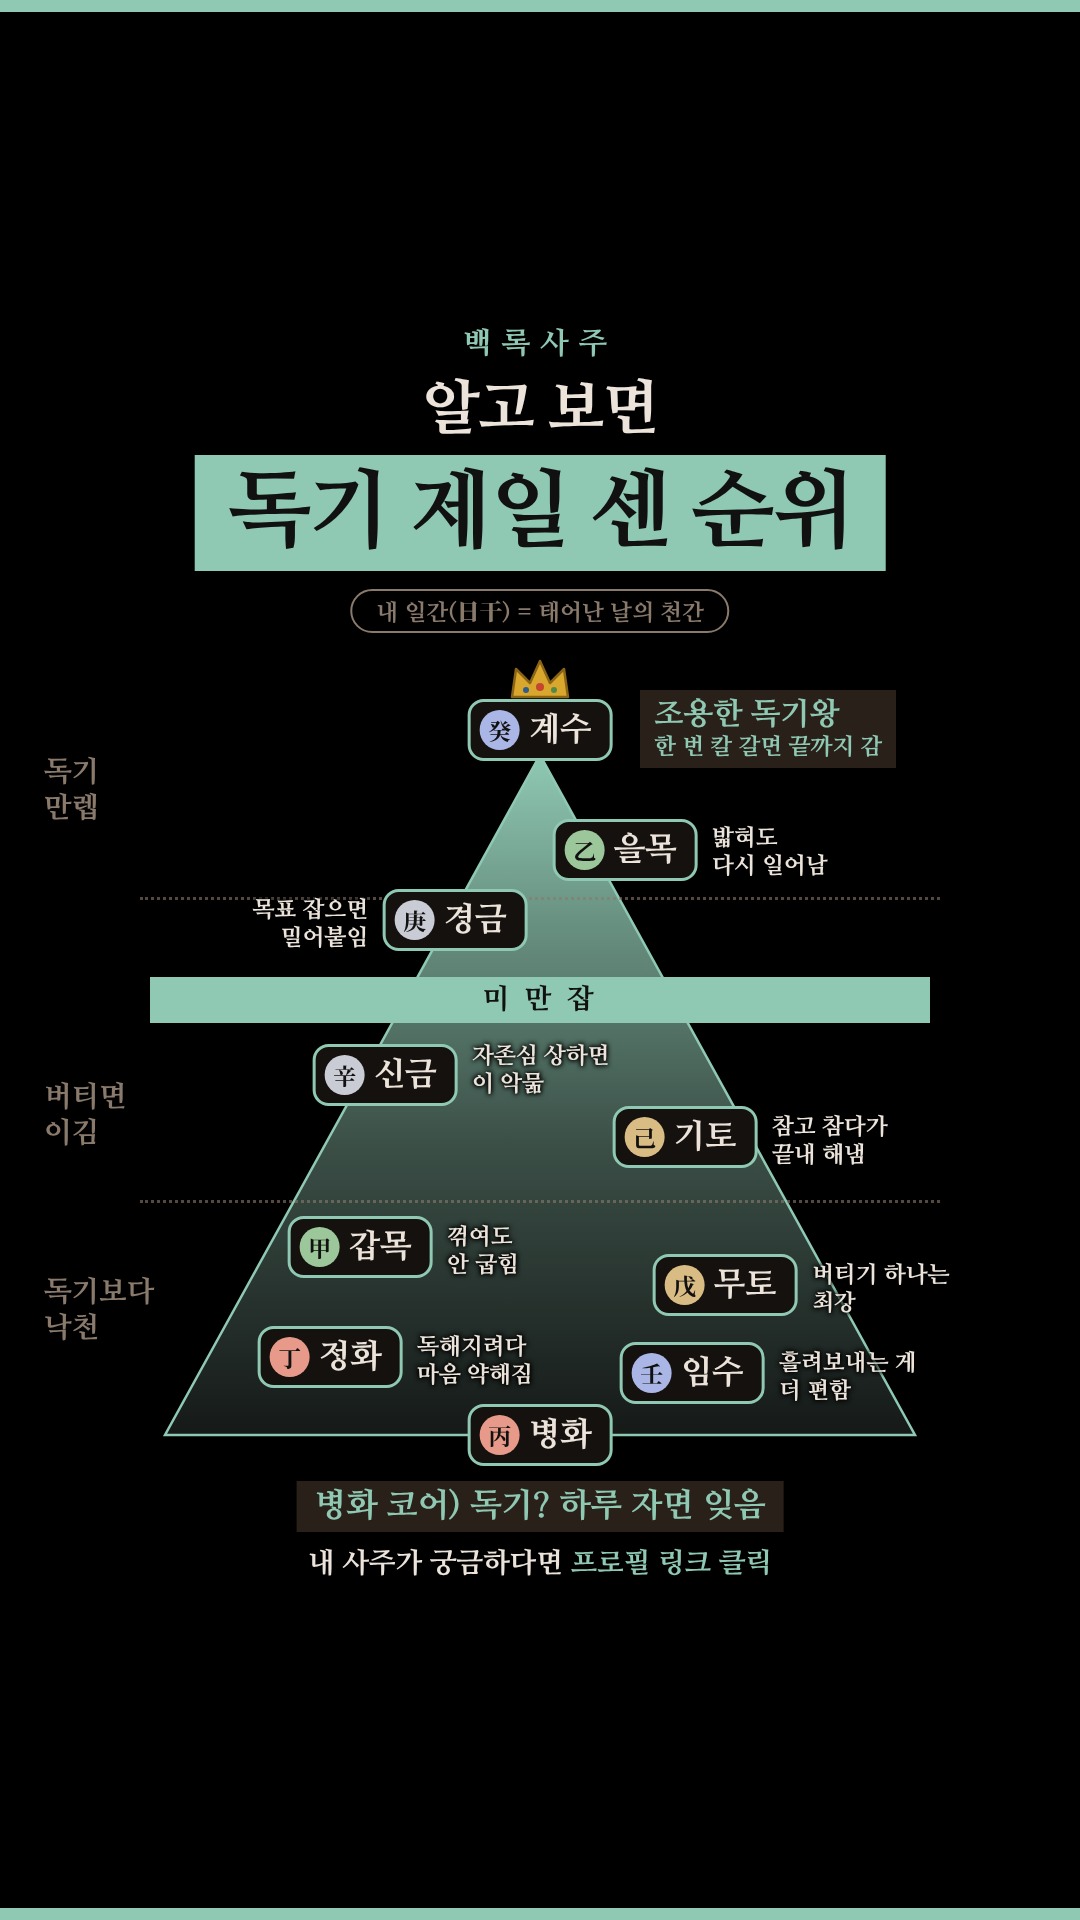 백록사주
알고 보면
독기 제일 센 순위
내 일간(日干) = 태어난 날의 천간
癸 계수
조용한 독기왕
한 번 칼 갈면 끝까지 감
독기
만렙
乙 을목
밟혀도
다시 일어남
목표 잡으면
밀어붙임
庚 경금
미만잡
辛 신금
자존심 상하면
이 악묾
버티면
이김
己 기토
참고 참다가
끝내 해냄
甲 갑목
꺾여도
안 굽힘
戊 무토
버티기 하나는
최강
독기보다
낙천
丁 정화
독해지려다
마음 약해짐
壬 임수
흘려보내는 게
더 편함
丙 병화
병화 코어) 독기? 하루 자면 잊음
내 사주가 궁금하다면 프로필 링크 클릭